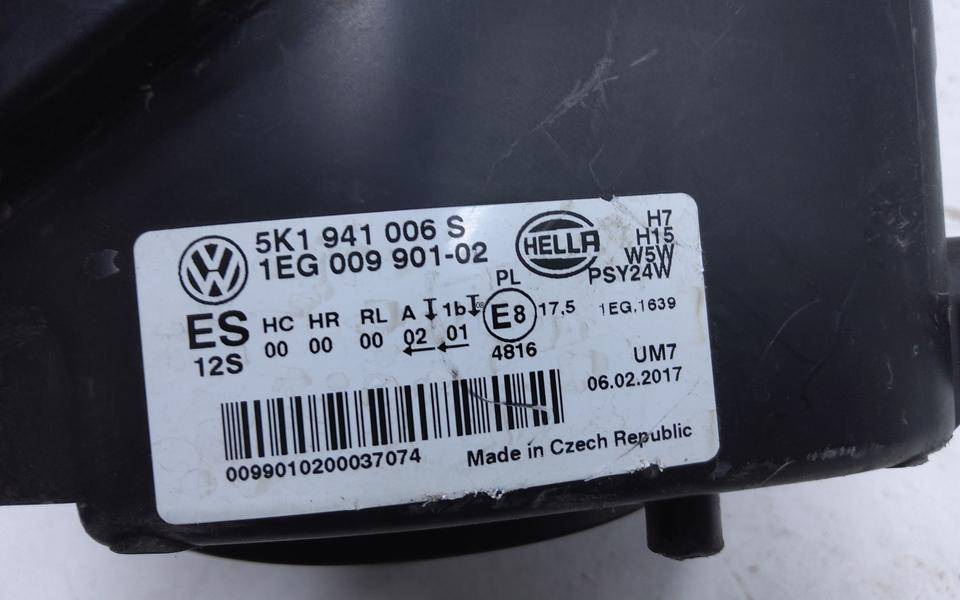 5K1 941 006 S
1EG 009 901-02
HELLA
H7
H15
W5W
PSY24W
PL
ES
12S
HC HR RL A 1b
00 00 00 02 01
E8
17,5
1EG.1639
4816
UM7
06.02.2017
0099010200037074
Made in Czech Republic